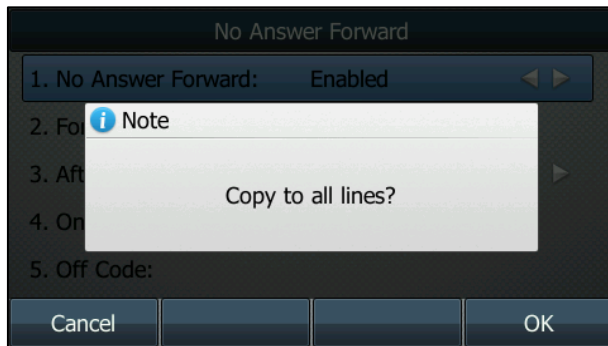 No Answer Forward
1. No Answer Forward: Enabled
2. For
Note
3. Aft
Copy to all lines?
4. On
5. Off Code:
Cancel OK